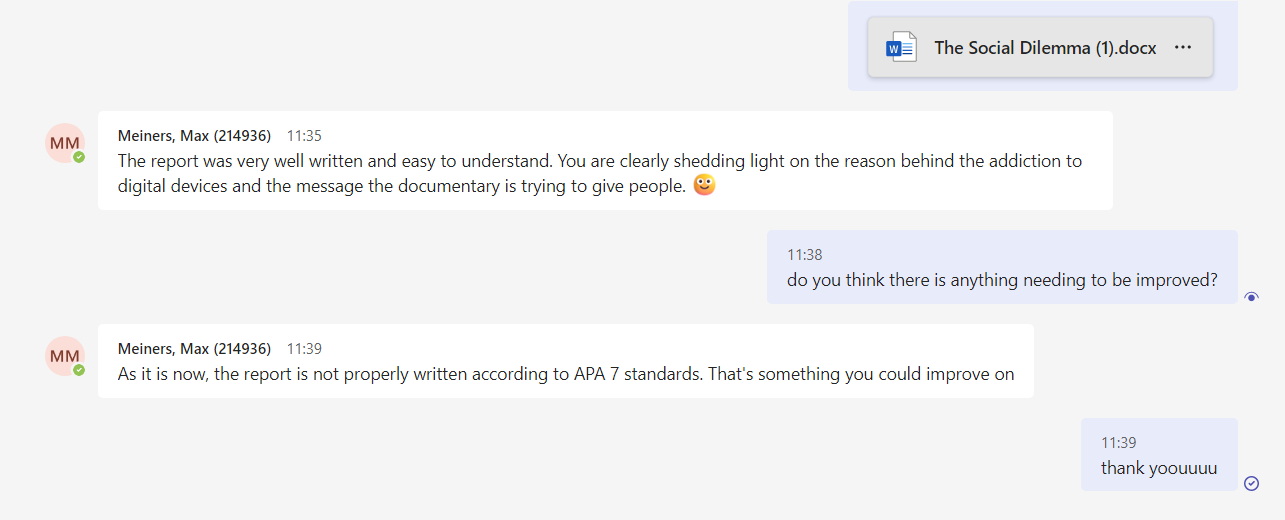 The Social Dilemma (1).docx
MM
Meiners, Max (214936) 11:35
The report was very well written and easy to understand. You are clearly shedding light on the reason behind the addiction to
digital devices and the message the documentary is trying to give people.
11:38
do you think there is anything needing to be improved?
MM
Meiners, Max (214936) 11:39
As it is now, the report is not properly written according to APA 7 standards. That's something you could improve on
11:39
thank yoouuuu